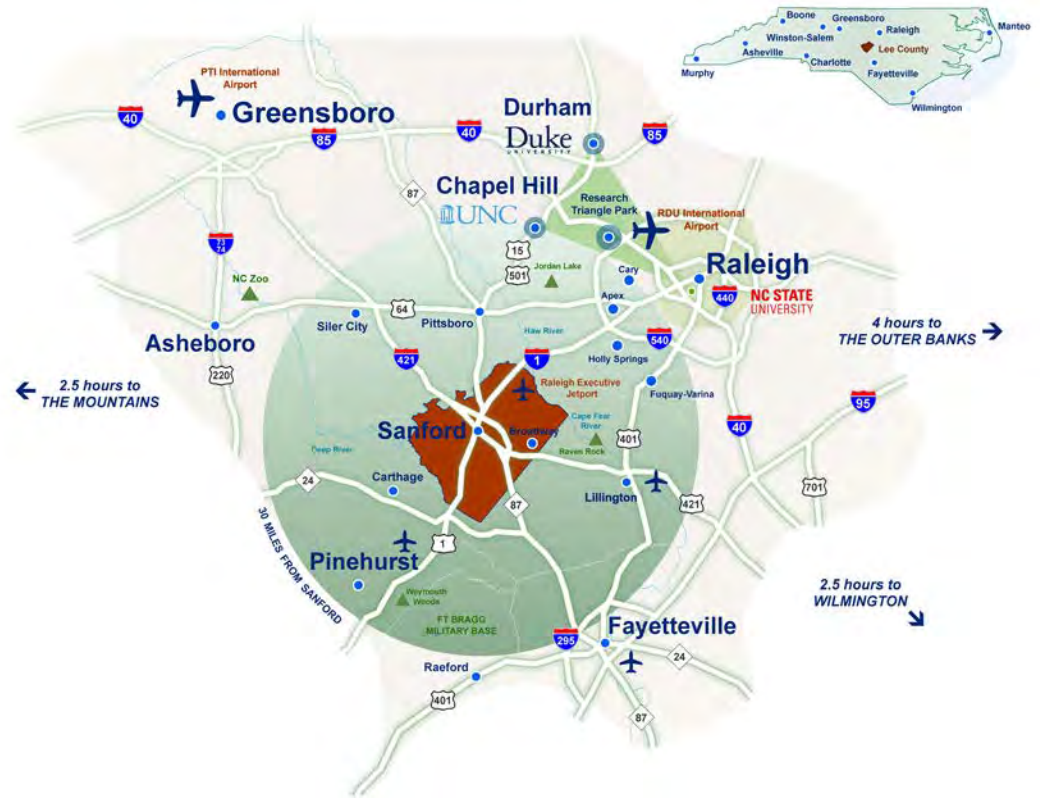 Boone
Greensboro
Winston-Salem
Raleigh
Manteo
Asheville
Lee County
Murphy
Charlotte
Fayetteville
Wilmington
PTI International
Airport
Greensboro
40
85
40
85
Durham
Duke
UNIVERSITY
87
Chapel Hill
UNC
Research
Triangle Park
RDU International
Airport
15
501
73
74
NC Zoo
Jordan Lake
Cary
Raleigh
440
NC STATE
UNIVERSITY
64
Siler City
Pittsboro
Apex
Haw River
Asheboro
220
421
1
540
Holly Springs
4 hours to
THE OUTER BANKS
2.5 hours to
THE MOUNTAINS
Raleigh Executive
Jetport
Fuquay-Varina
95
40
Sanford
Broadway
Cape Fear
River
Raven Rock
401
Deep River
24
Carthage
Lillington
421
701
87
1
30 MILES FROM SANFORD
Pinehurst
Weymouth
Woods
FT BRAGG
MILITARY BASE
2.5 hours to
WILMINGTON
295
Fayetteville
24
Raeford
401
87